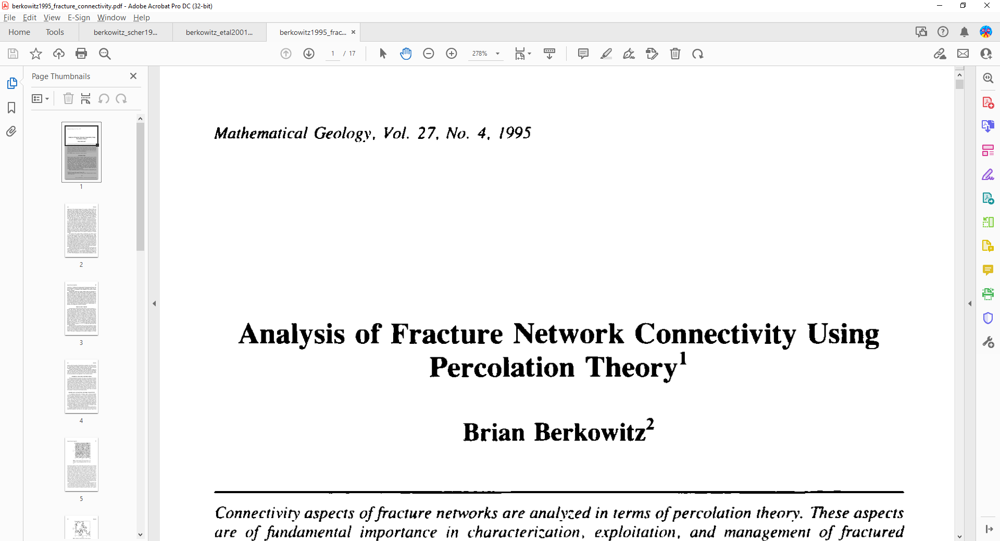 berkowitz1995_fracture_connectivity.pdf - Adobe Acrobat Pro DC (32-bit)
File Edit View E-Sign Window Help
Home Tools berkowitz_scher19... berkowitz_etal2001... berkowitz1995_frac...
1 / 17 278%
Page Thumbnails
1
2
3
4
5
Mathematical Geology, Vol. 27, No. 4, 1995
Analysis of Fracture Network Connectivity Using
Percolation Theory1
Brian Berkowitz2
Connectivity aspects of fracture networks are analyzed in terms of percolation theory. These aspects
are of fundamental importance in characterization, exploitation, and management of fractured